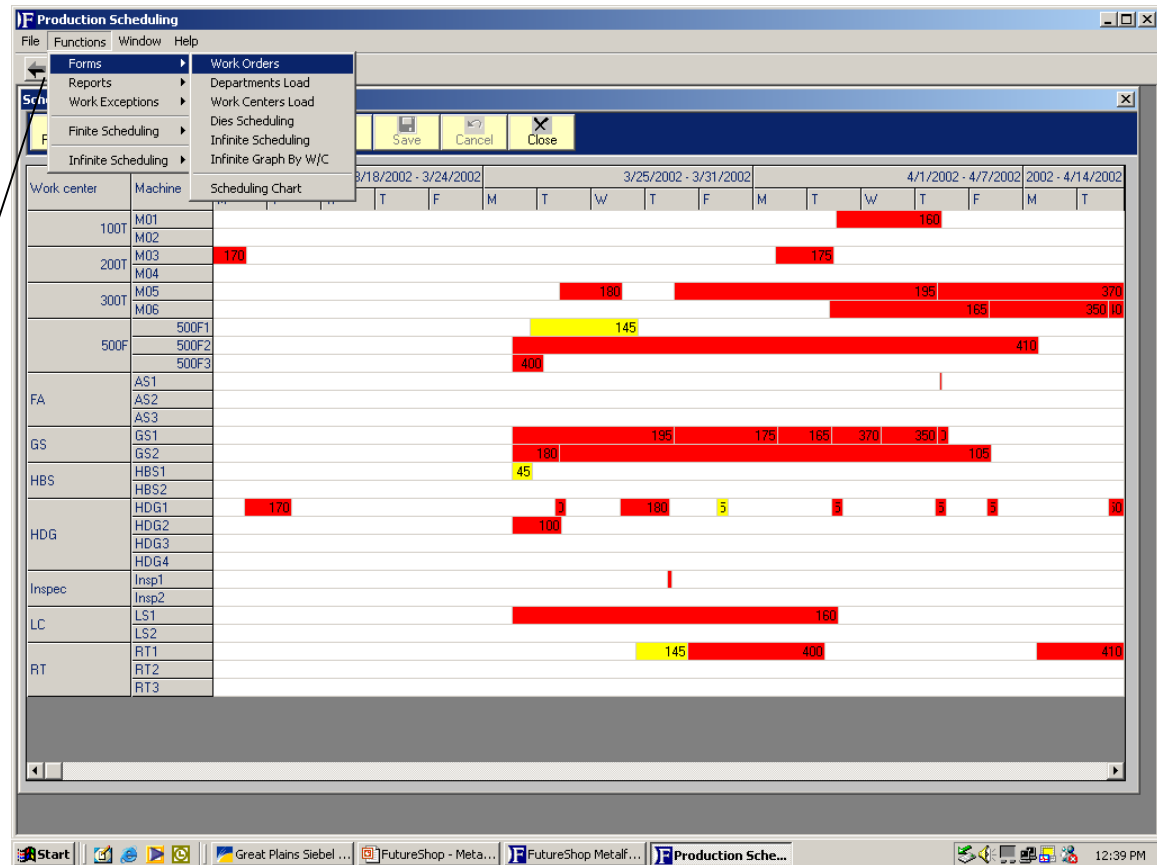 Production Scheduling
File Functions Window Help
Forms
Reports
Work Exceptions
Finite Scheduling
Infinite Scheduling
Work Orders
Departments Load
Work Centers Load
Dies Scheduling
Infinite Scheduling
Infinite Graph By W/C
Scheduling Chart
Save Cancel Close
Work center Machine 3/18/2002 - 3/24/2002 3/25/2002 - 3/31/2002 4/1/2002 - 4/7/2002 2002 - 4/14/2002
T F M T W T F M T W T F M T
100T M01 160
M02
200T M03 170 175
M04
300T M05 180 195 370
M06 165 350
500F1 145
500F 500F2 410
500F3 400
AS1
FA AS2
AS3
GS GS1 195 175 165 370 350
GS2 180 105
HBS HBS1 45
HBS2
HDG1 170 180 5 5 5 5
HDG HDG2 100
HDG3
HDG4
Inspec Insp1
Insp2
LC LS1 160
LS2
RT1 145 400 410
RT RT2
RT3
Start Great Plains Siebel ... FutureShop - Meta... FutureShop Metalf... Production Sche... 12:39 PM